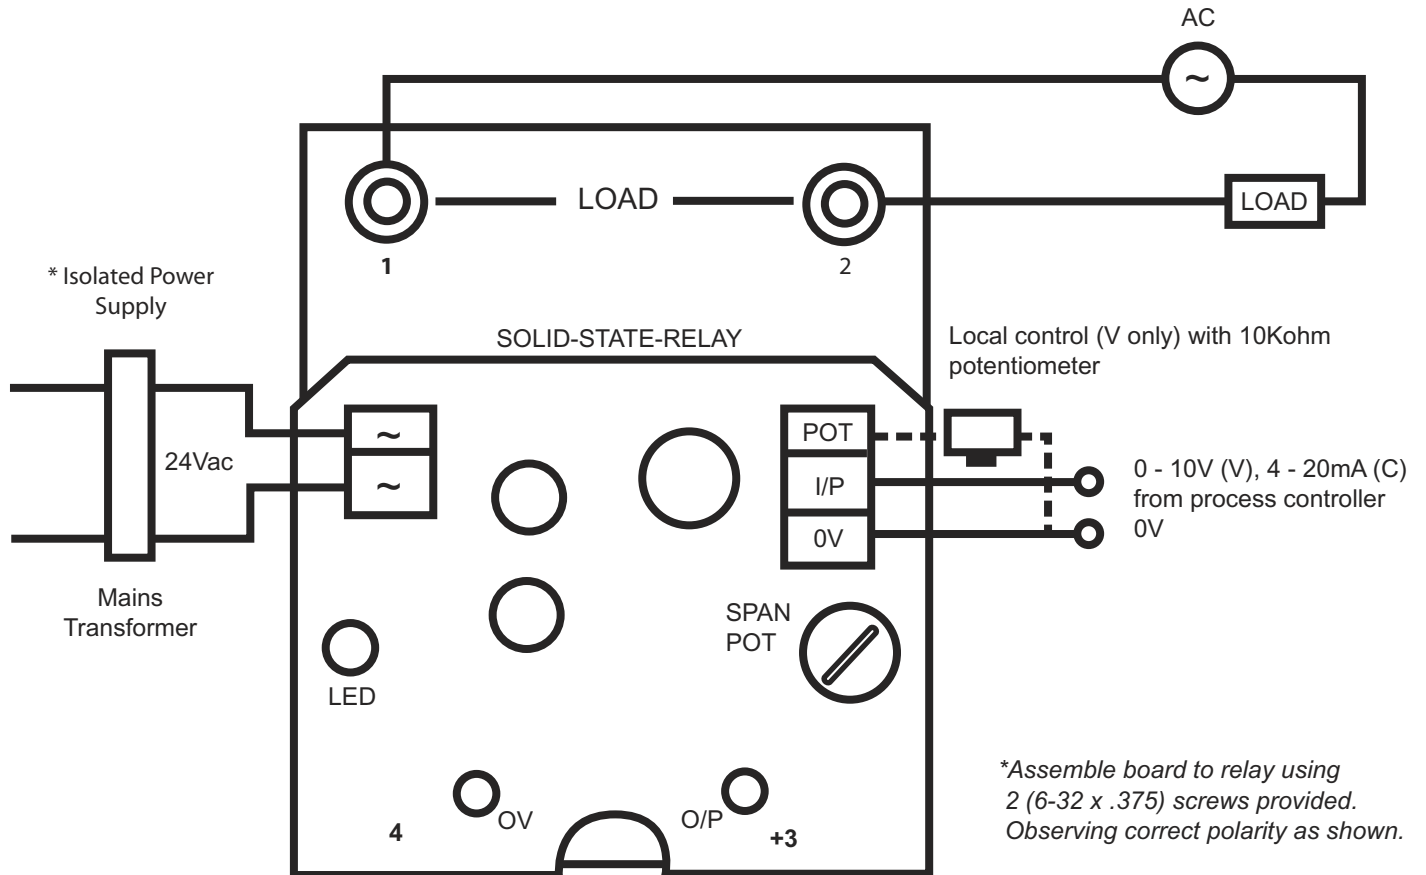 AC
~
LOAD
LOAD
1
2
* Isolated Power
Supply
SOLID-STATE-RELAY
Local control (V only) with 10Kohm
potentiometer
~
24Vac
~
POT
I/P
0V
0 - 10V (V), 4 - 20mA (C)
from process controller
0V
Mains
Transformer
SPAN
POT
LED
*Assemble board to relay using
2 (6-32 x .375) screws provided.
Observing correct polarity as shown.
4
OV
O/P
+3